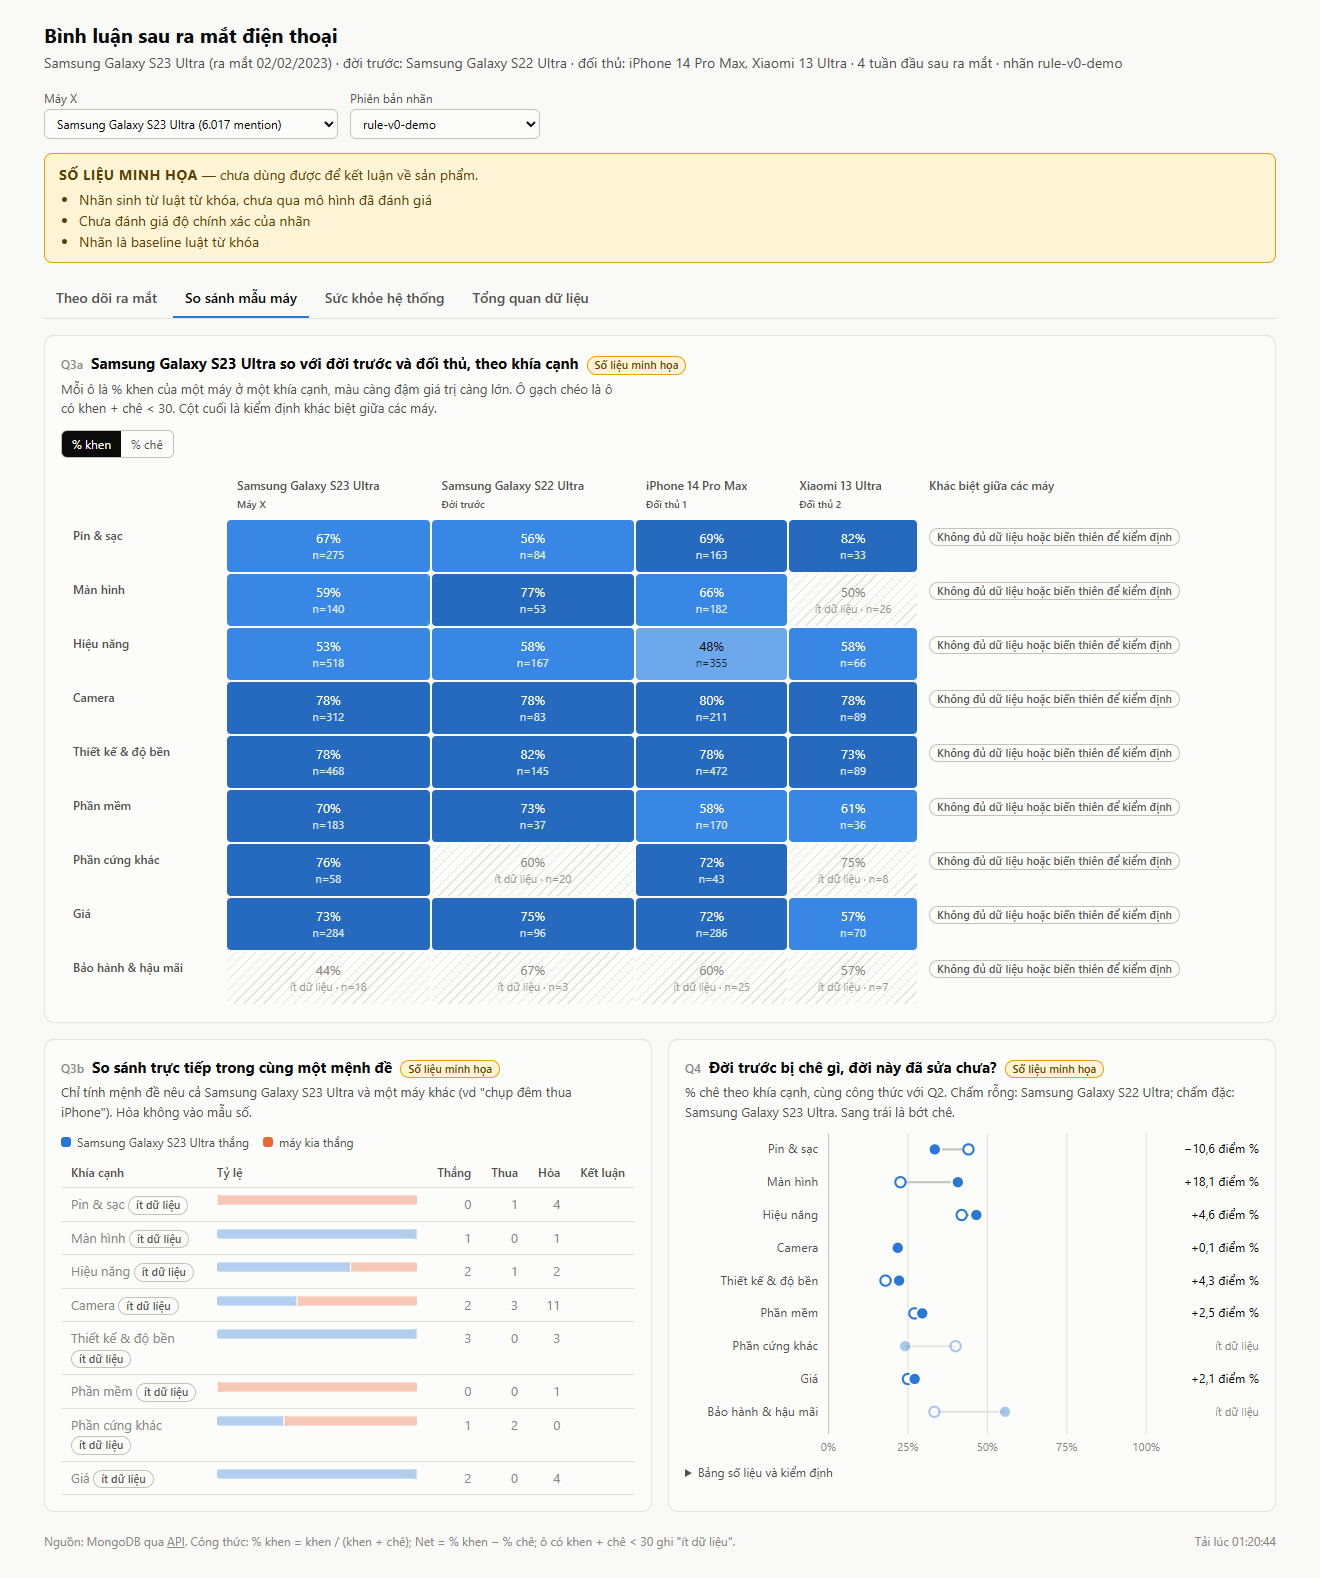 Bình luận sau ra mắt điện thoại
Samsung Galaxy S23 Ultra (ra mắt 02/02/2023) · đời trước: Samsung Galaxy S22 Ultra · đối thủ: iPhone 14 Pro Max, Xiaomi 13 Ultra · 4 tuần đầu sau ra mắt · nhãn rule-v0-demo
Máy X Phiên bản nhãn
Samsung Galaxy S23 Ultra (6.017 mention) rule-v0-demo
SỐ LIỆU MINH HỌA — chưa dùng được để kết luận về sản phẩm.
• Nhãn sinh từ luật từ khóa, chưa qua mô hình đã đánh giá
• Chưa đánh giá độ chính xác của nhãn
• Nhãn là baseline luật từ khóa
Theo dõi ra mắt So sánh mẫu máy Sức khỏe hệ thống Tổng quan dữ liệu
Q3a Samsung Galaxy S23 Ultra so với đời trước và đối thủ, theo khía cạnh Số liệu minh họa
Mỗi ô là % khen của một máy ở một khía cạnh, màu càng đậm giá trị càng lớn. Ô gạch chéo là ô
có khen + chê < 30. Cột cuối là kiểm định khác biệt giữa các máy.
% khen % chê
Samsung Galaxy S23 Ultra Samsung Galaxy S22 Ultra iPhone 14 Pro Max Xiaomi 13 Ultra Khác biệt giữa các máy
Máy X Đời trước Đối thủ 1 Đối thủ 2
Pin & sạc 67% 56% 69% 82% Không đủ dữ liệu hoặc biến thiên để kiểm định
n=275 n=84 n=163 n=33
Màn hình 59% 77% 66% 50% Không đủ dữ liệu hoặc biến thiên để kiểm định
n=140 n=53 n=182 ít dữ liệu · n=26
Hiệu năng 53% 58% 48% 58% Không đủ dữ liệu hoặc biến thiên để kiểm định
n=518 n=167 n=355 n=66
Camera 78% 78% 80% 78% Không đủ dữ liệu hoặc biến thiên để kiểm định
n=312 n=83 n=211 n=89
Thiết kế & độ bền 78% 82% 78% 73% Không đủ dữ liệu hoặc biến thiên để kiểm định
n=468 n=145 n=472 n=89
Phần mềm 70% 73% 58% 61% Không đủ dữ liệu hoặc biến thiên để kiểm định
n=183 n=37 n=170 n=36
Phần cứng khác 76% 60% 72% 75% Không đủ dữ liệu hoặc biến thiên để kiểm định
n=58 ít dữ liệu · n=20 n=43 ít dữ liệu · n=8
Giá 73% 75% 72% 57% Không đủ dữ liệu hoặc biến thiên để kiểm định
n=284 n=96 n=286 n=70
Bảo hành & hậu mãi 44% 67% 60% 57% Không đủ dữ liệu hoặc biến thiên để kiểm định
ít dữ liệu · n=18 ít dữ liệu · n=3 ít dữ liệu · n=25 ít dữ liệu · n=7
Q3b So sánh trực tiếp trong cùng một mệnh đề Số liệu minh họa
Chỉ tính mệnh đề nêu cả Samsung Galaxy S23 Ultra và một máy khác (vd "chụp đêm thua
iPhone"). Hòa không vào mẫu số.
Samsung Galaxy S23 Ultra thắng máy kia thắng
Khía cạnh Tỷ lệ Thắng Thua Hòa Kết luận
Pin & sạc ít dữ liệu 0 1 4
Màn hình ít dữ liệu 1 0 1
Hiệu năng ít dữ liệu 2 1 2
Camera ít dữ liệu 2 3 11
Thiết kế & độ bền 3 0 3
ít dữ liệu
Phần mềm ít dữ liệu 0 0 1
Phần cứng khác 1 2 0
ít dữ liệu
Giá ít dữ liệu 2 0 4
Q4 Đời trước bị chê gì, đời này đã sửa chưa? Số liệu minh họa
% chê theo khía cạnh, cùng công thức với Q2. Chấm rỗng: Samsung Galaxy S22 Ultra; chấm đặc:
Samsung Galaxy S23 Ultra. Sang trái là bớt chê.
Pin & sạc −10,6 điểm %
Màn hình +18,1 điểm %
Hiệu năng +4,6 điểm %
Camera +0,1 điểm %
Thiết kế & độ bền +4,3 điểm %
Phần mềm +2,5 điểm %
Phần cứng khác ít dữ liệu
Giá +2,1 điểm %
Bảo hành & hậu mãi ít dữ liệu
0% 25% 50% 75% 100%
▶ Bảng số liệu và kiểm định
Nguồn: MongoDB qua API. Công thức: % khen = khen / (khen + chê); Net = % khen − % chê; ô có khen + chê < 30 ghi "ít dữ liệu". Tải lúc 01:20:44